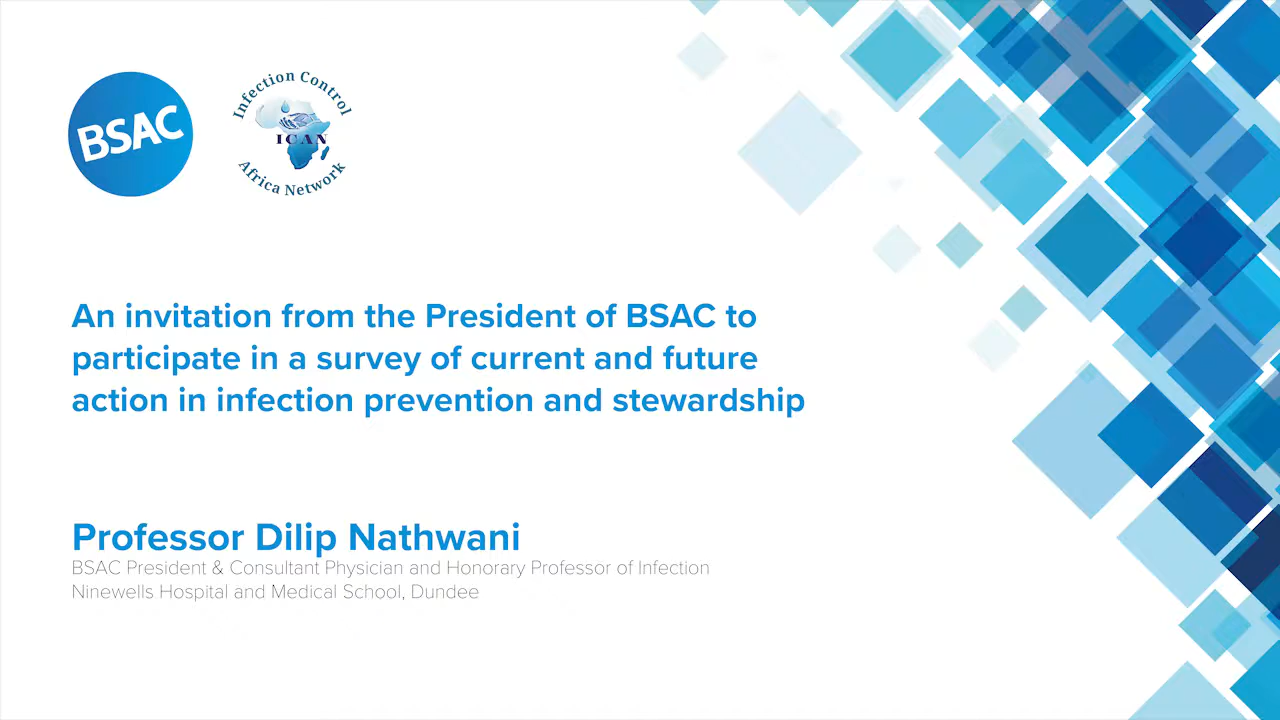 BSAC
Infection Control
ICAN
Africa Network
An invitation from the President of BSAC to
participate in a survey of current and future
action in infection prevention and stewardship
Professor Dilip Nathwani
BSAC President & Consultant Physician and Honorary Professor of Infection
Ninewells Hospital and Medical School, Dundee